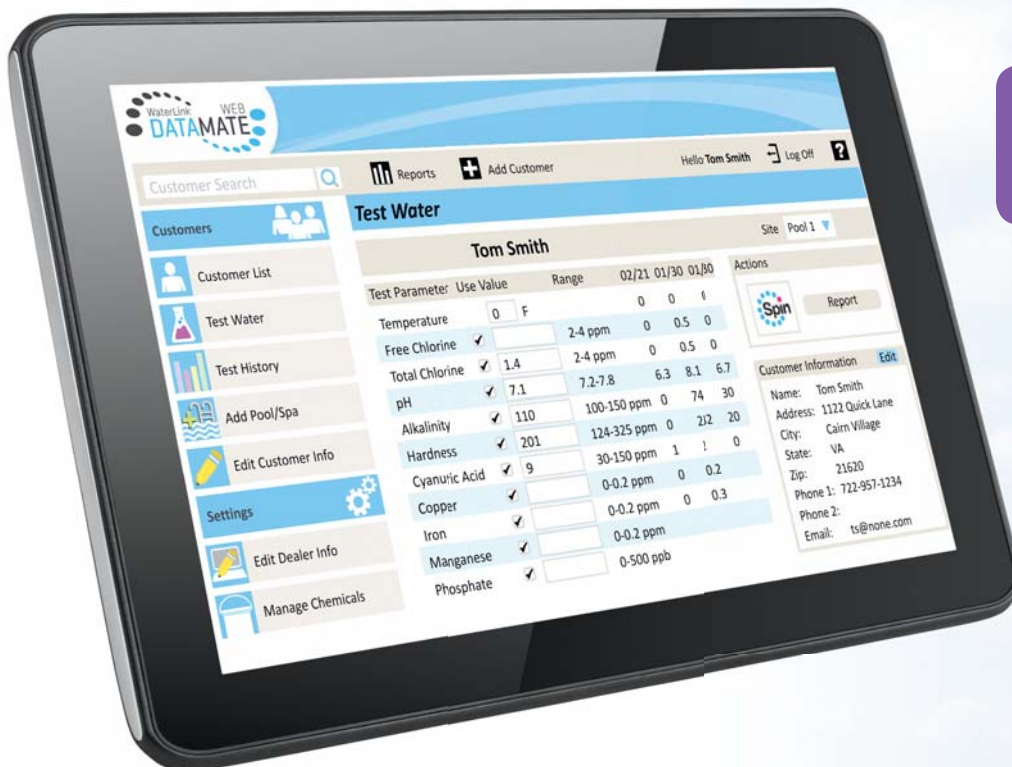 WaterLink WEB
DATAMATE
Customer Search
Reports
Add Customer
Hello Tom Smith
Log Off
?
Customers
Customer List
Test Water
Test History
Add Pool/Spa
Edit Customer Info
Settings
Edit Dealer Info
Manage Chemicals
Test Water
Tom Smith
Site Pool 1
Test Parameter Use Value Range 02/21 01/30 01/30
Temperature 0 F 0 0
Free Chlorine 2-4 ppm 0 0.5 0
Total Chlorine 1.4 2-4 ppm 0 0.5 0
pH 7.1 7.2-7.8 6.3 8.1 6.7
Alkalinity 110 100-150 ppm 0 74 30
Hardness 201 124-325 ppm 0 20
Cyanuric Acid 9 30-150 ppm 1 0
Copper 0-0.2 ppm 0 0.2
Iron 0-0.2 ppm 0 0.3
Manganese 0-0.2 ppm
Phosphate 0-500 ppb
Actions
Spin
Report
Customer Information Edit
Name: Tom Smith
Address: 1122 Quick Lane
City: Cairn Village
State: VA
Zip: 21620
Phone 1: 722-957-1234
Phone 2:
Email: ts@none.com